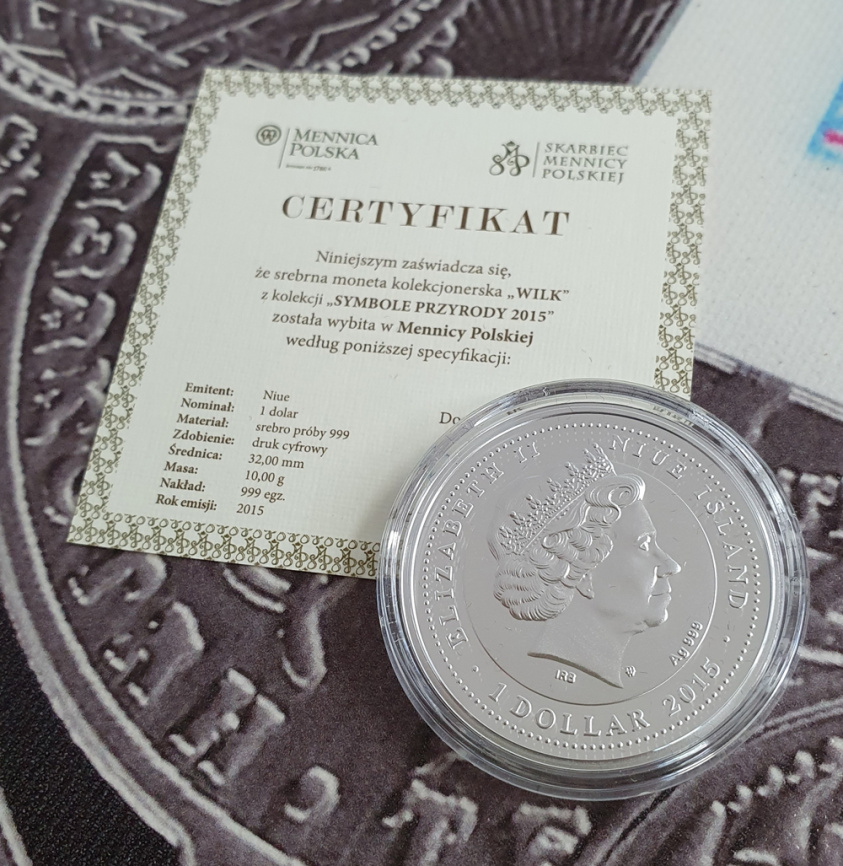 MENNICA
POLSKA
SKARBIEC
MENNICY
POLSKIEJ
CERTYFIKAT
Niniejszym zaświadcza się,
że srebrna moneta kolekcjonerska „WILK”
z kolekcji „SYMBOLE PRZYRODY 2015”
została wybita w Mennicy Polskiej
według poniższej specyfikacji:
Emitent: Niue
Nominał: 1 dolar
Materiał: srebro próby 999
Zdobienie: druk cyfrowy
Średnica: 32,00 mm
Masa: 10,00 g
Nakład: 999 egz.
Rok emisji: 2015
Do
ELIZABETH II NIUE ISLAND
IRB
Ag 999
· 1 DOLLAR 2015 ·